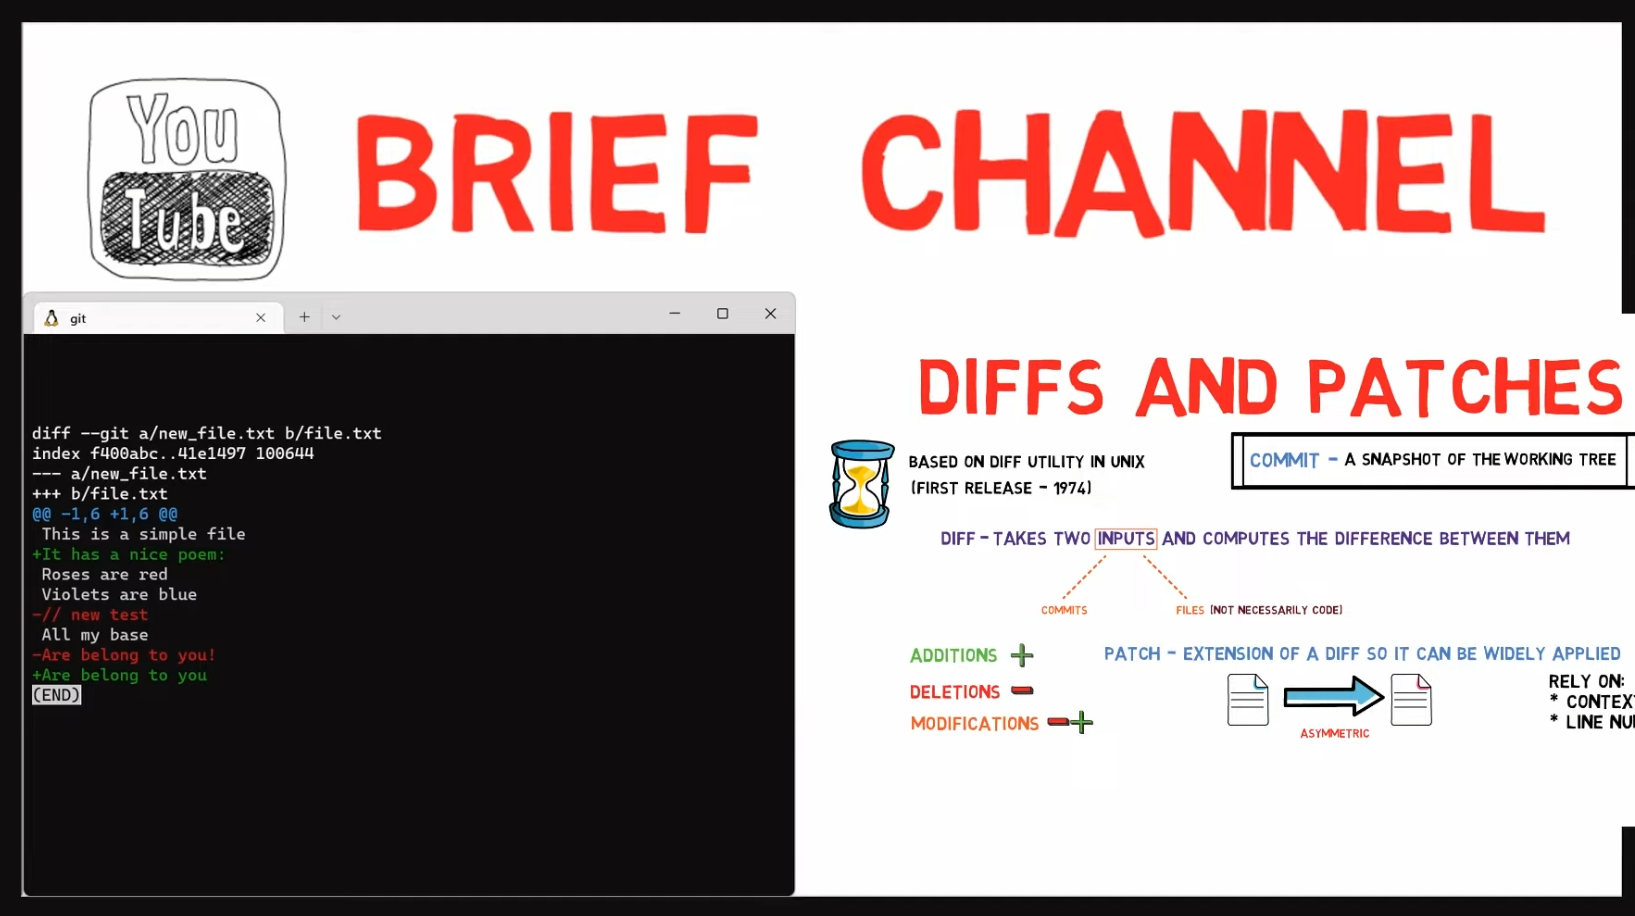 You
Tube
BRIEF CHANNEL
git
diff --git a/new_file.txt b/file.txt
index f400abc..41e1497 100644
--- a/new_file.txt
+++ b/file.txt
@@ -1,6 +1,6 @@
This is a simple file
+It has a nice poem:
Roses are red
Violets are blue
-// new test
All my base
-Are belong to you!
+Are belong to you
(END)
DIFFS AND PATCHES
BASED ON DIFF UTILITY IN UNIX
(FIRST RELEASE - 1974)
COMMIT - A SNAPSHOT OF THE WORKING TREE
DIFF - TAKES TWO INPUTS AND COMPUTES THE DIFFERENCE BETWEEN THEM
COMMITS
FILES (NOT NECESSARILY CODE)
ADDITIONS +
DELETIONS -
MODIFICATIONS -+
PATCH - EXTENSION OF A DIFF SO IT CAN BE WIDELY APPLIED
ASYMMETRIC
RELY ON:
* CONTEXT
* LINE